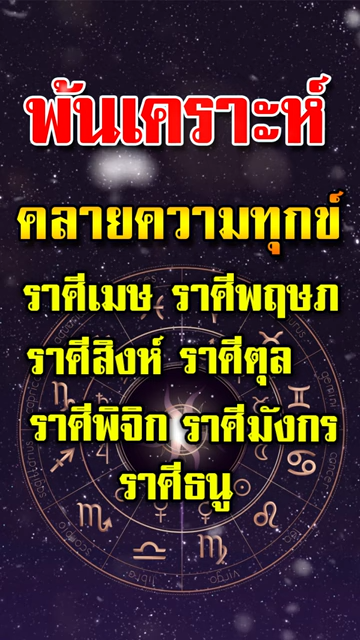 พ้นเคราะห์
คลายความทุกข์
ราศีเมษ ราศีพฤษภ
ราศีสิงห์ ราศีตุล
ราศีพิจิก ราศีมังกร
ราศีธนู